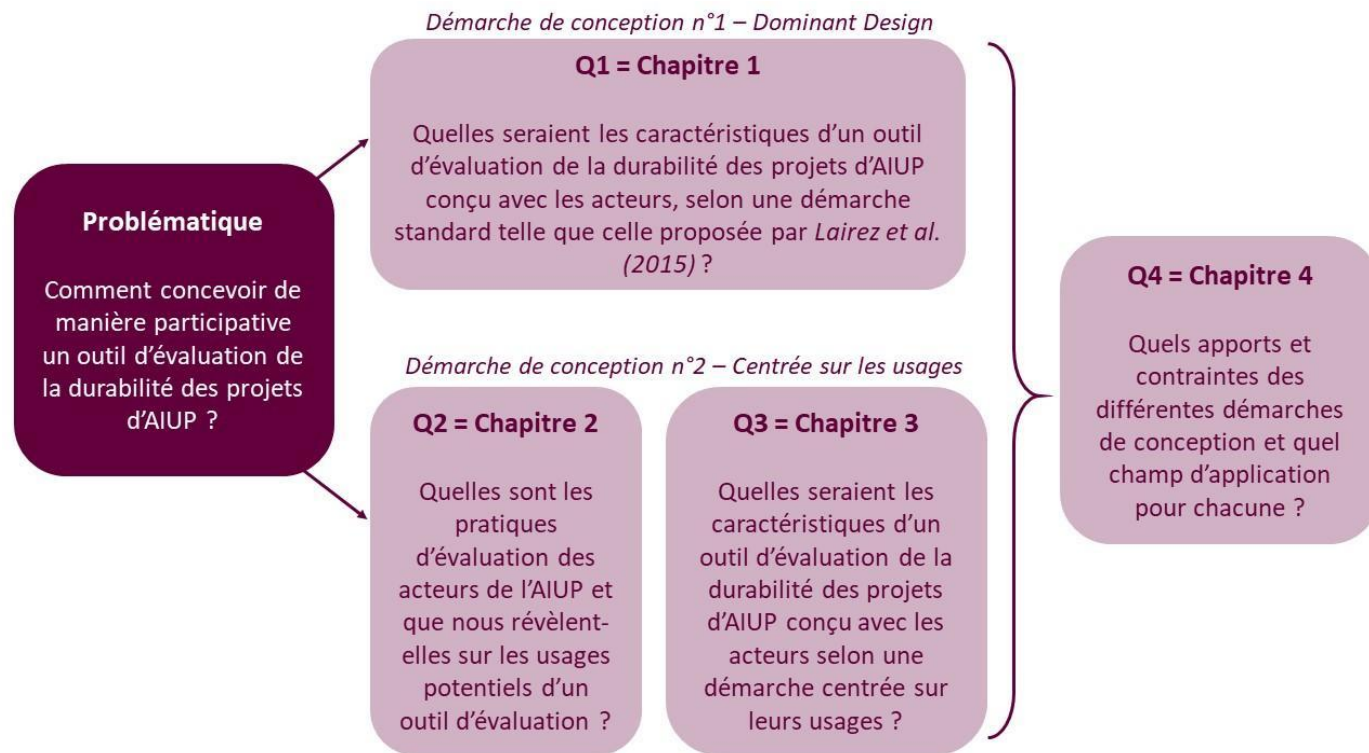 Démarche de conception n°1 – Dominant Design
Q1 = Chapitre 1
Quelles seraient les caractéristiques d’un outil
d’évaluation de la durabilité des projets d’AIUP
conçu avec les acteurs, selon une démarche
standard telle que celle proposée par Lairez et al.
(2015) ?
Problématique
Comment concevoir de
manière participative
un outil d’évaluation de
la durabilité des projets
d’AIUP ?
Démarche de conception n°2 – Centrée sur les usages
Q2 = Chapitre 2
Quelles sont les
pratiques
d’évaluation des
acteurs de l’AIUP et
que nous révèlent-
elles sur les usages
potentiels d’un
outil d’évaluation ?
Q3 = Chapitre 3
Quelles seraient les
caractéristiques d’un
outil d’évaluation de la
durabilité des projets
d’AIUP conçu avec les
acteurs selon une
démarche centrée sur
leurs usages ?
Q4 = Chapitre 4
Quels apports et
contraintes des
différentes démarches
de conception et quel
champ d’application
pour chacune ?